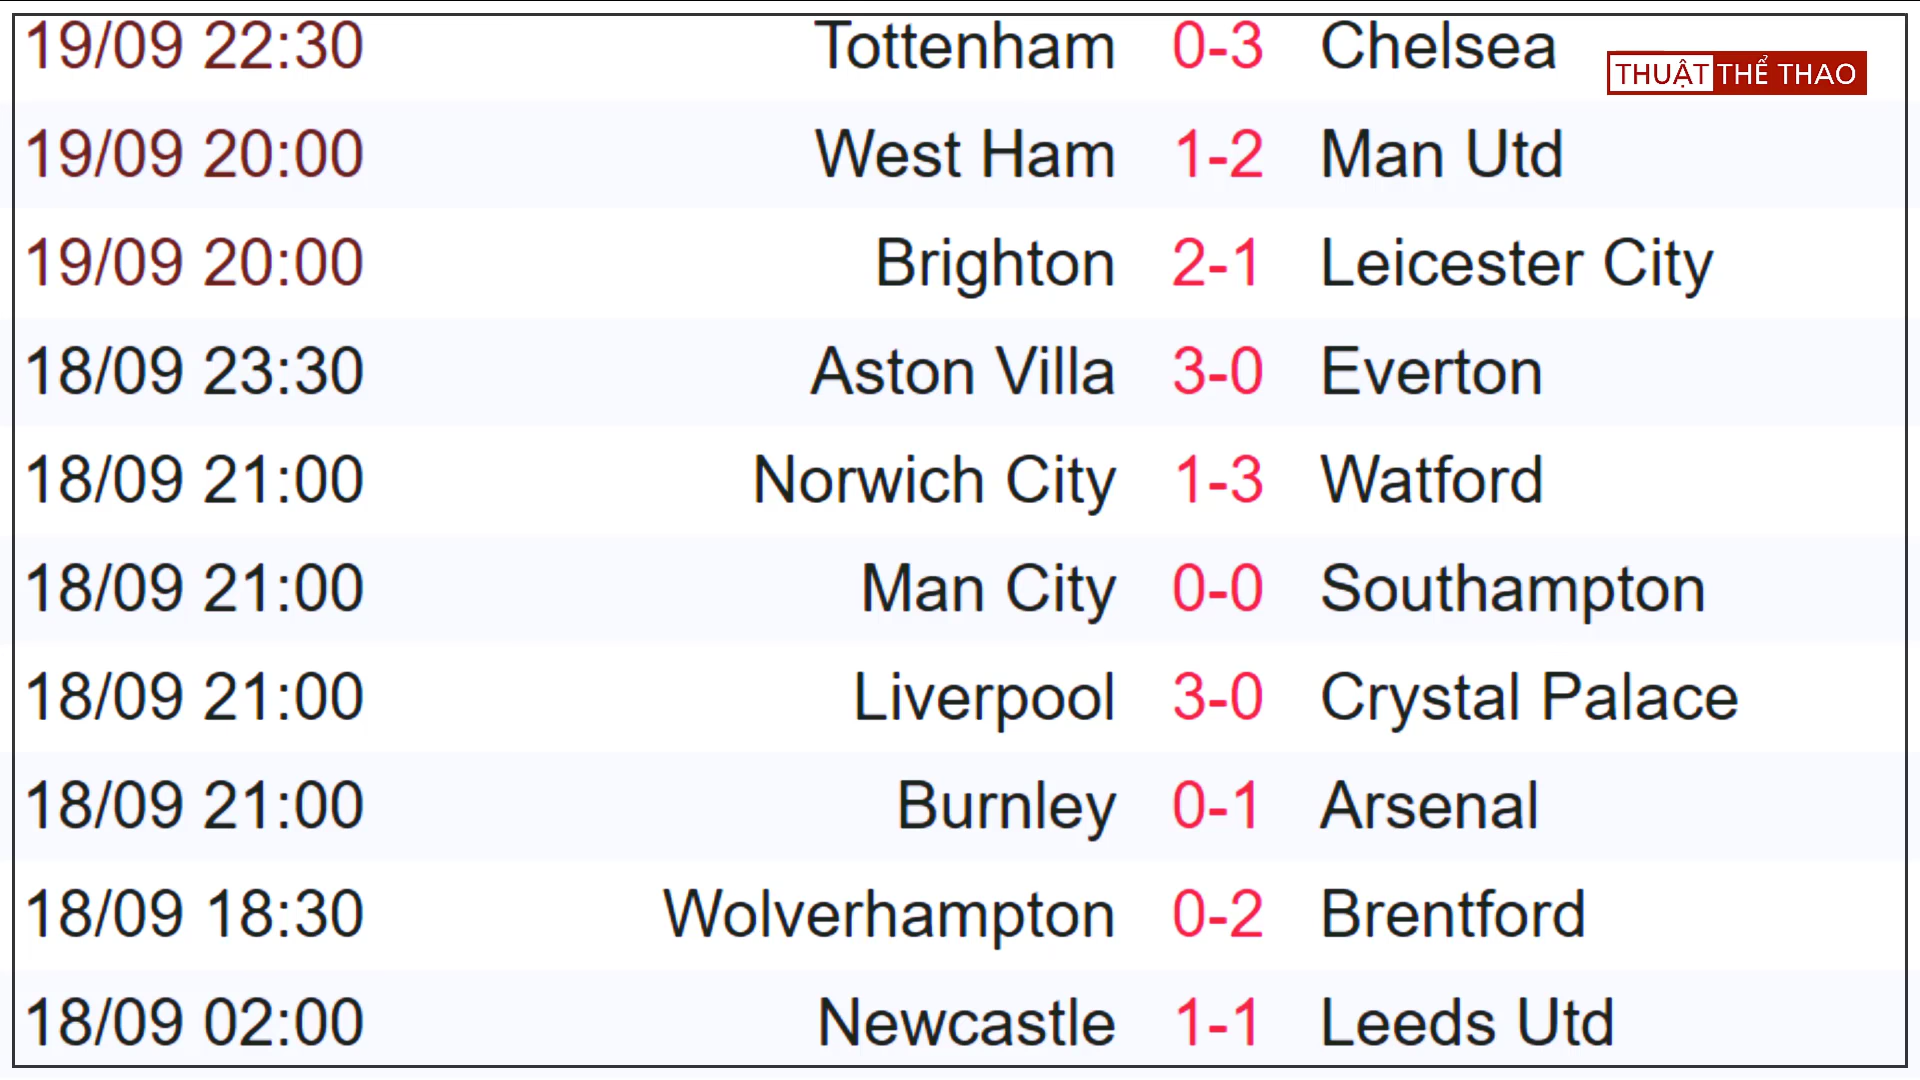 19/09 22:30 Tottenham 0-3 Chelsea
THUẬT THỂ THAO
19/09 20:00 West Ham 1-2 Man Utd
19/09 20:00 Brighton 2-1 Leicester City
18/09 23:30 Aston Villa 3-0 Everton
18/09 21:00 Norwich City 1-3 Watford
18/09 21:00 Man City 0-0 Southampton
18/09 21:00 Liverpool 3-0 Crystal Palace
18/09 21:00 Burnley 0-1 Arsenal
18/09 18:30 Wolverhampton 0-2 Brentford
18/09 02:00 Newcastle 1-1 Leeds Utd